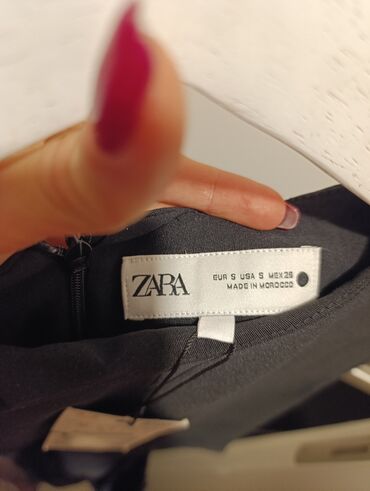 ZARA
EUR S USA S MEX 26
MADE IN MOROCCO